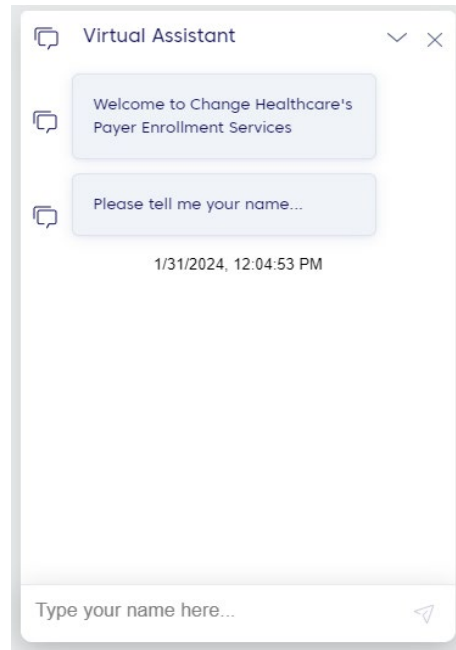 Virtual Assistant
Welcome to Change Healthcare's
Payer Enrollment Services
Please tell me your name...
1/31/2024, 12:04:53 PM
Type your name here...